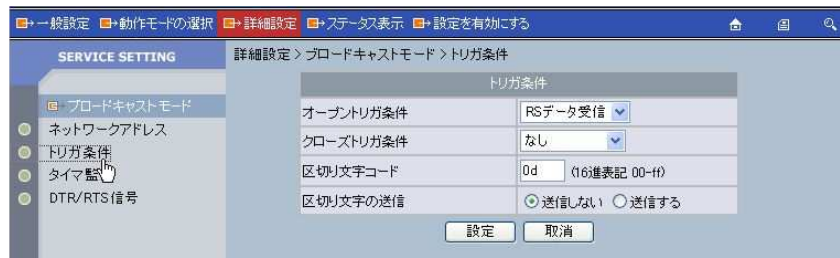 一般設定 動作モードの選択 詳細設定 ステータス表示 設定を有効にする
SERVICE SETTING
ブロードキャストモード
ネットワークアドレス
トリガ条件
タイマ監
DTR/RTS信号
詳細設定 > ブロードキャストモード > トリガ条件
トリガ条件
オープントリガ条件 RSデータ受信
クローズトリガ条件 なし
区切り文字コード 0d (16進表記 00-ff)
区切り文字の送信 送信しない 送信する
設定 取消